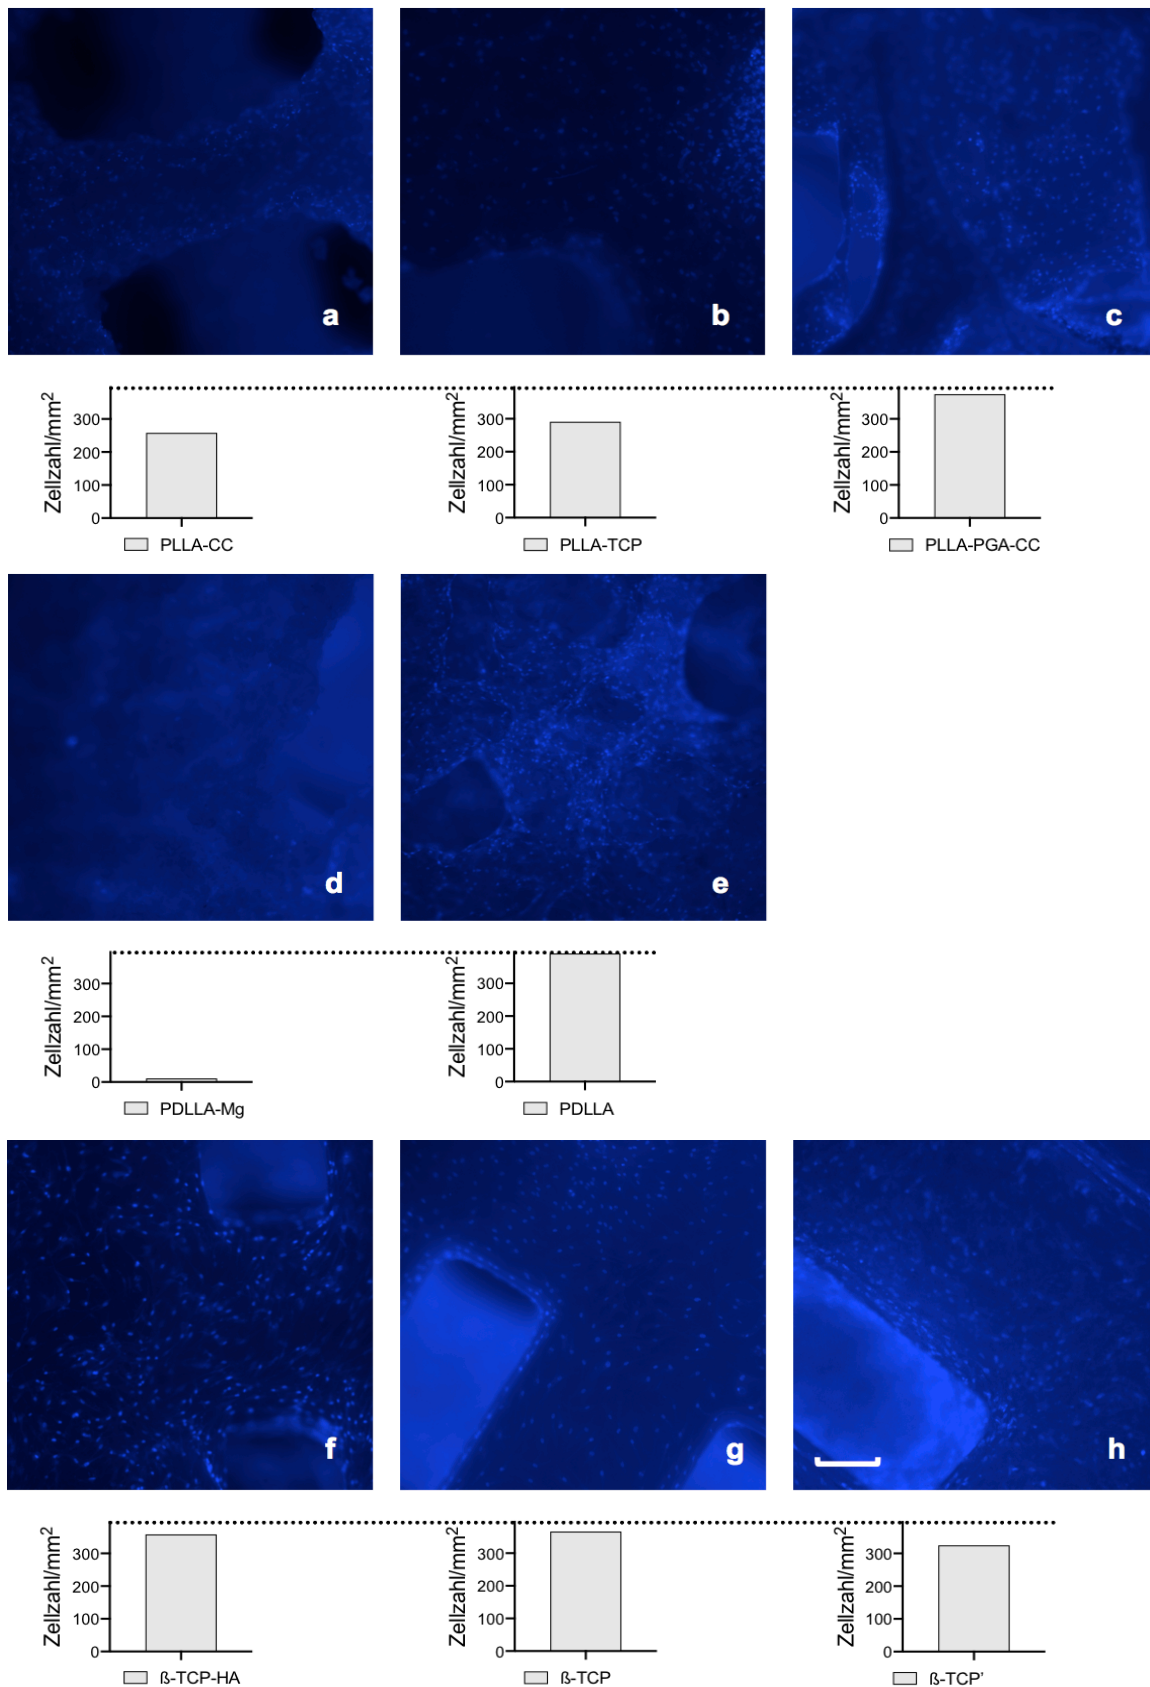 a
b
c
Zellzahl/mm²
300
200
100
0
PLLA-CC
Zellzahl/mm²
300
200
100
0
PLLA-TCP
Zellzahl/mm²
300
200
100
0
PLLA-PGA-CC
d
e
Zellzahl/mm²
300
200
100
0
PDLLA-Mg
Zellzahl/mm²
300
200
100
0
PDLLA
f
g
h
Zellzahl/mm²
300
200
100
0
ß-TCP-HA
Zellzahl/mm²
300
200
100
0
ß-TCP
Zellzahl/mm²
300
200
100
0
ß-TCP'